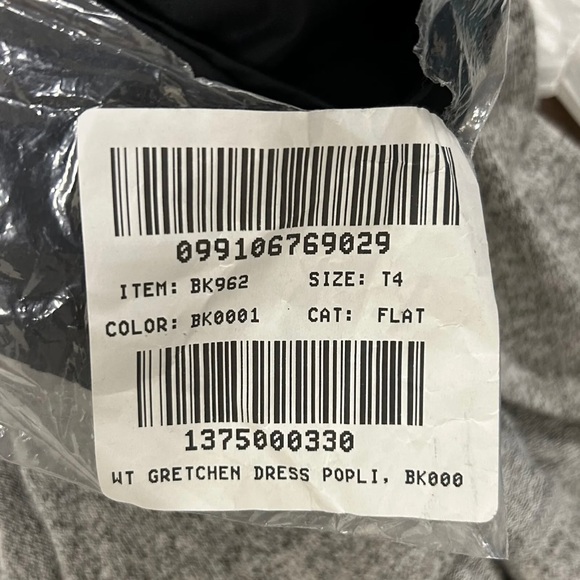 099106769029
ITEM: BK962 SIZE: T4
COLOR: BK0001 CAT: FLAT
1375000330
WT GRETCHEN DRESS POPLI, BK000